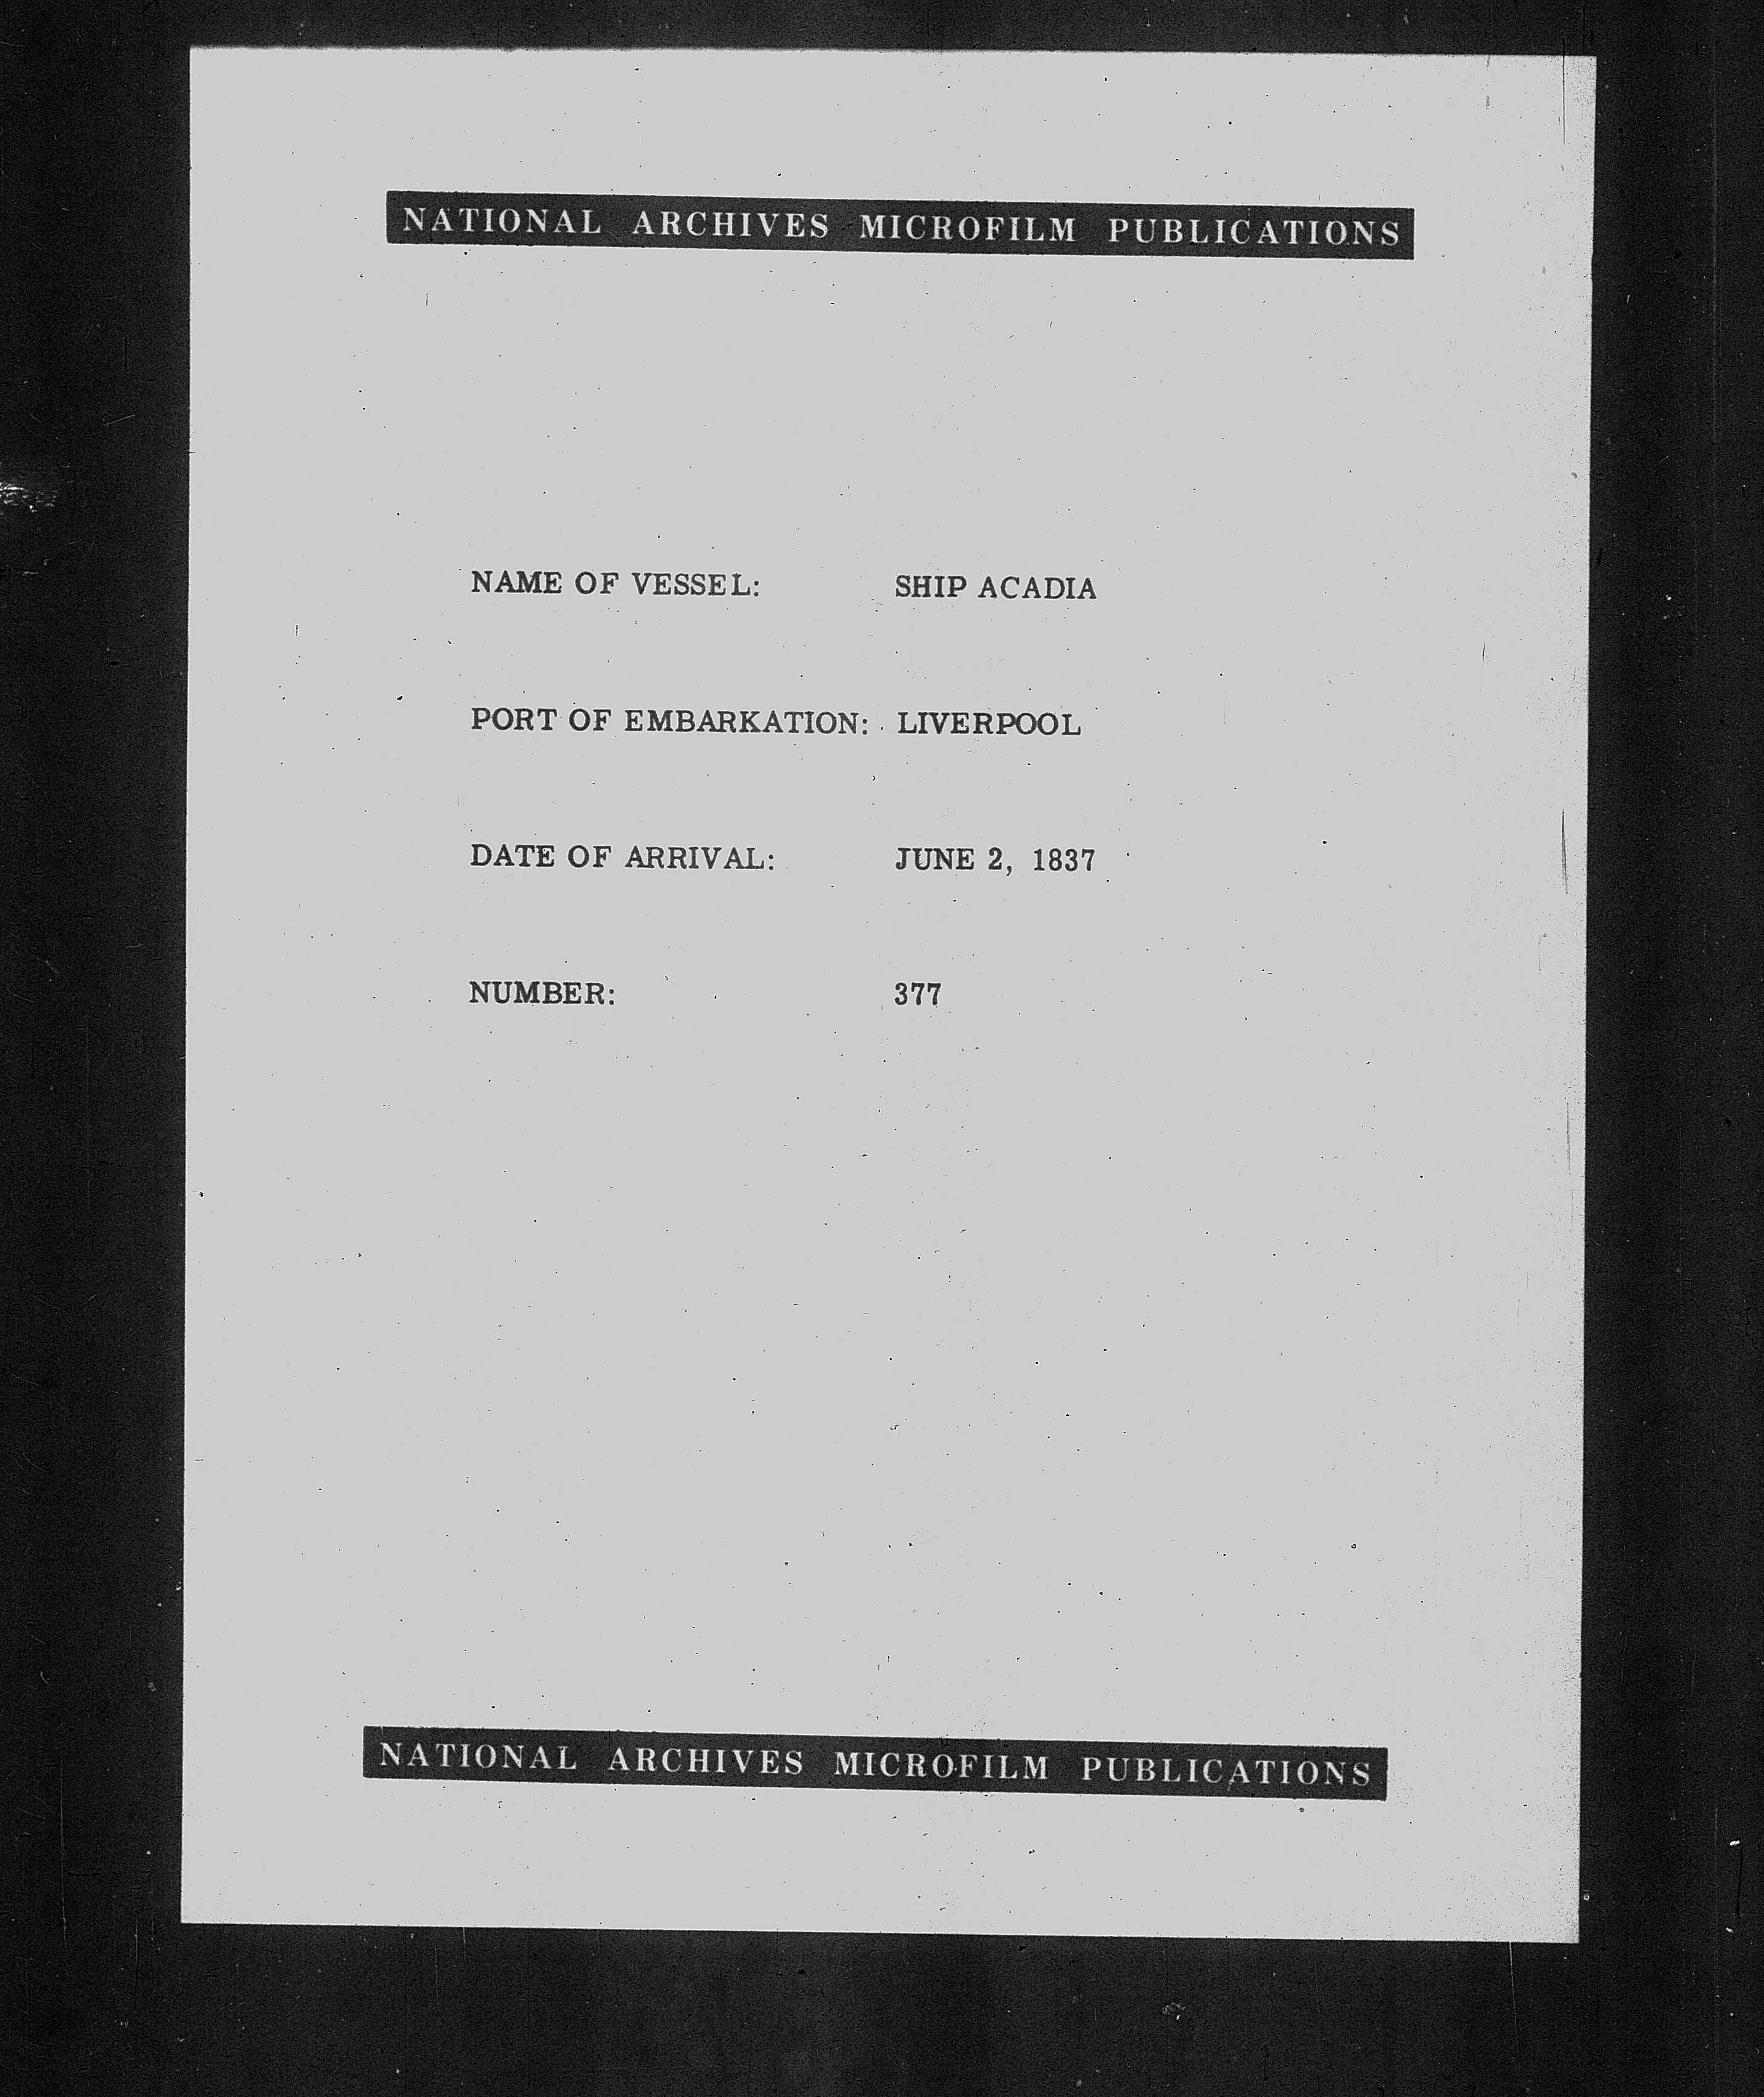 NATIONAL ARCHIVES MICROFILM PUBLICATIONS
NAME OF VESSEL: SHIP ACADIA
PORT OF EMBARKATION: LIVERPOOL
DATE OF ARRIVAL: JUNE 2, 1837
NUMBER: 377
NATIONAL ARCHIVES MICROFILM PUBLICATIONS